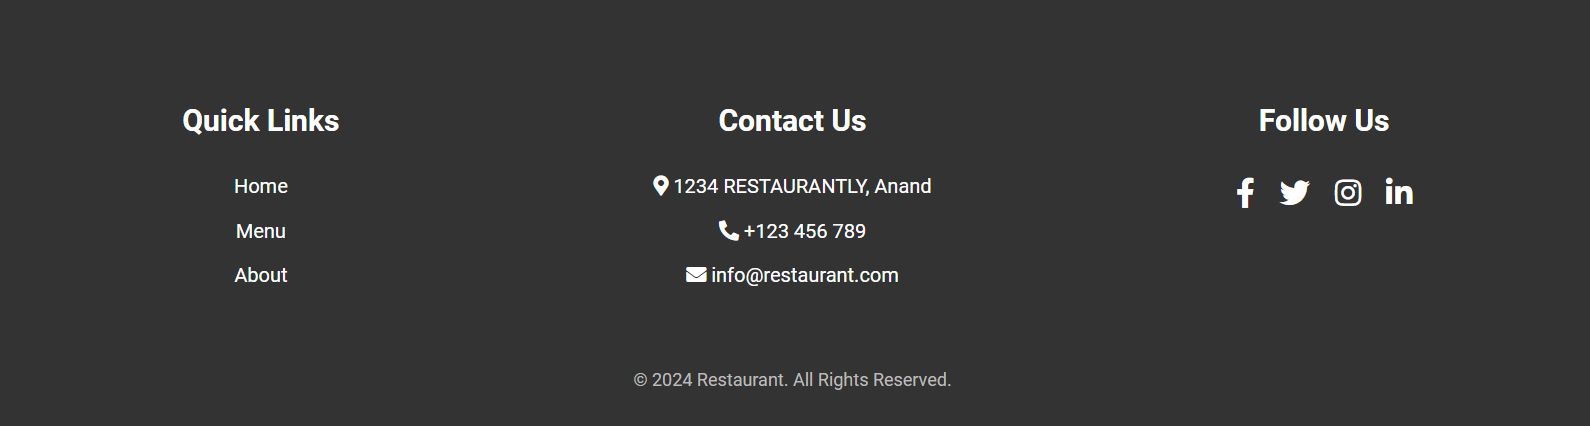 Quick Links
Home
Menu
About
Contact Us
1234 RESTAURANTLY, Anand
+123 456 789
info@restaurant.com
Follow Us
© 2024 Restaurant. All Rights Reserved.